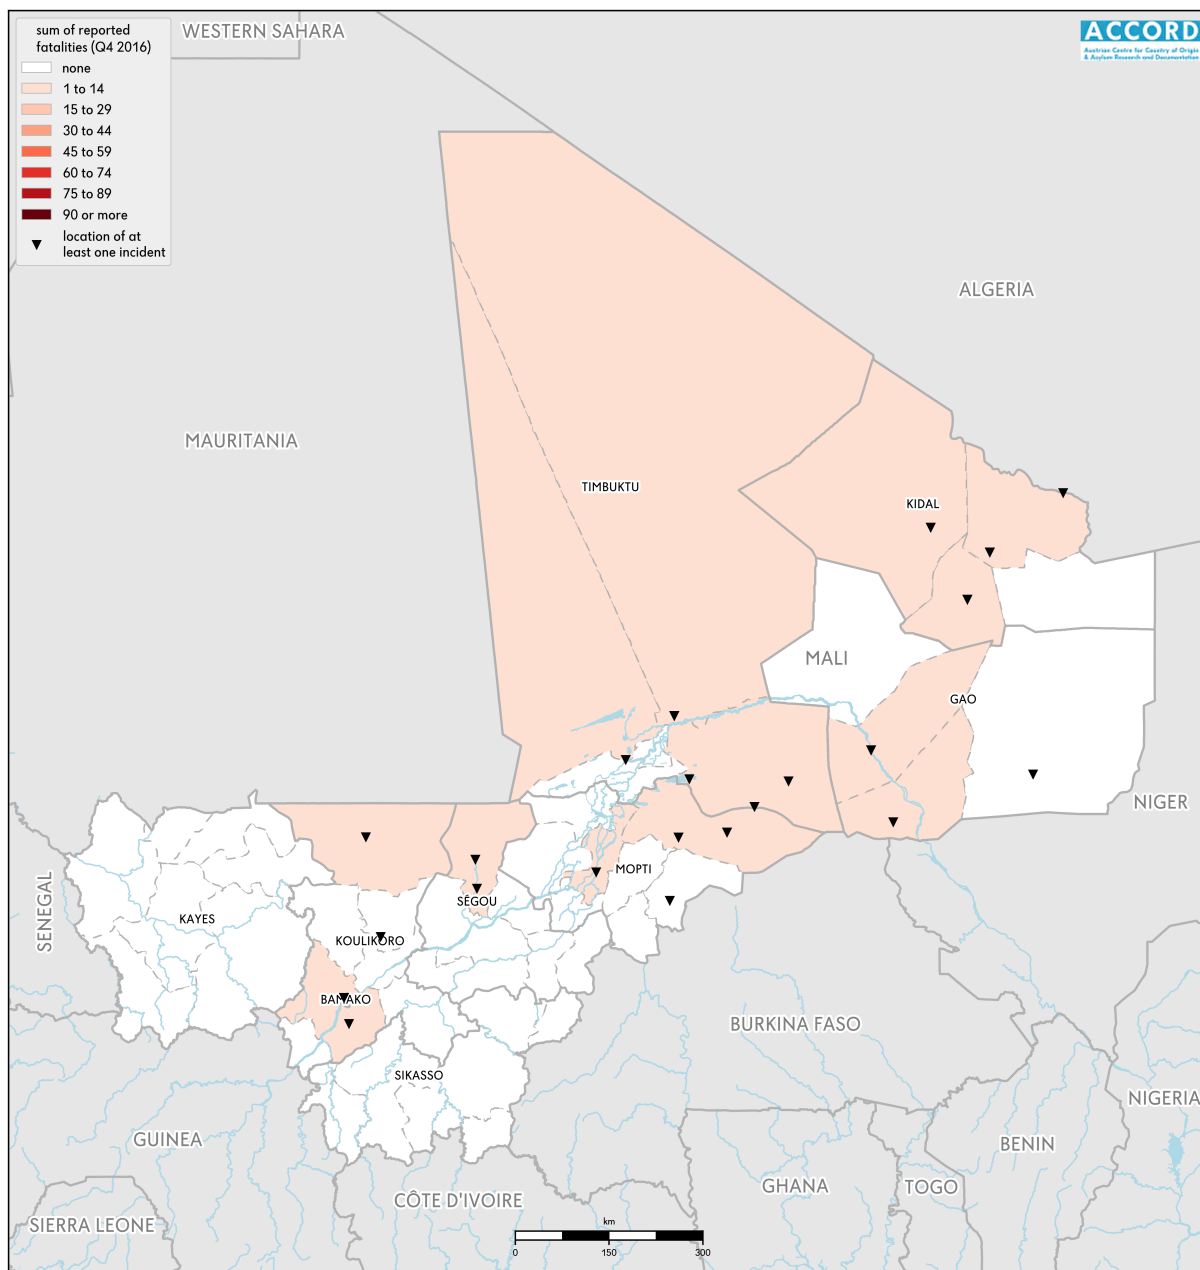 sum of reported
fatalities (Q4 2016)
none
1 to 14
15 to 29
30 to 44
45 to 59
60 to 74
75 to 89
90 or more
location of at
least one incident
WESTERN SAHARA
ACCORD
Austrian Centre for Country of Origin
& Asylum Research and Documentation
ALGERIA
MAURITANIA
TIMBUKTU
KIDAL
MALI
GAO
NIGER
MOPTI
SÉGOU
SENEGAL
KAYES
KOULIKORO
BAMAKO
BURKINA FASO
SIKASSO
NIGERIA
GUINEA
BENIN
GHANA
TOGO
CÔTE D'IVOIRE
SIERRA LEONE
km
0 150 300